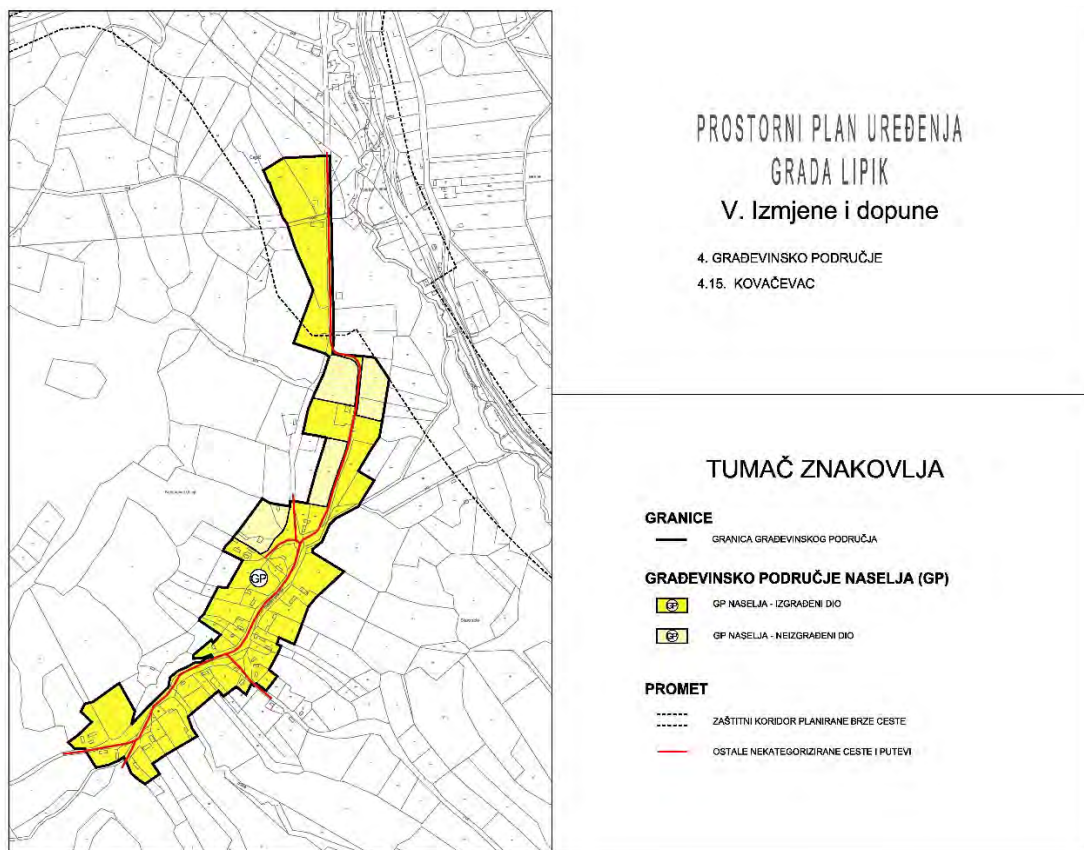 PROSTORNI PLAN UREĐENJA
GRADA LIPIK
V. Izmjene i dopune
4. GRAĐEVINSKO PODRUČJE
4.15. KOVAČEVAC
TUMAČ ZNAKOVLJA
GRANICE
GRANICA GRAĐEVINSKOG PODRUČJA
GRAĐEVINSKO PODRUČJE NASELJA (GP)
GP
GP NASELJA - IZGRAĐENI DIO
GP
GP NASELJA - NEIZGRAĐENI DIO
PROMET
ZAŠTITNI KORIDOR PLANIRANE BRZE CESTE
OSTALE NEKATEGORIZIRANE CESTE I PUTEVI
GP